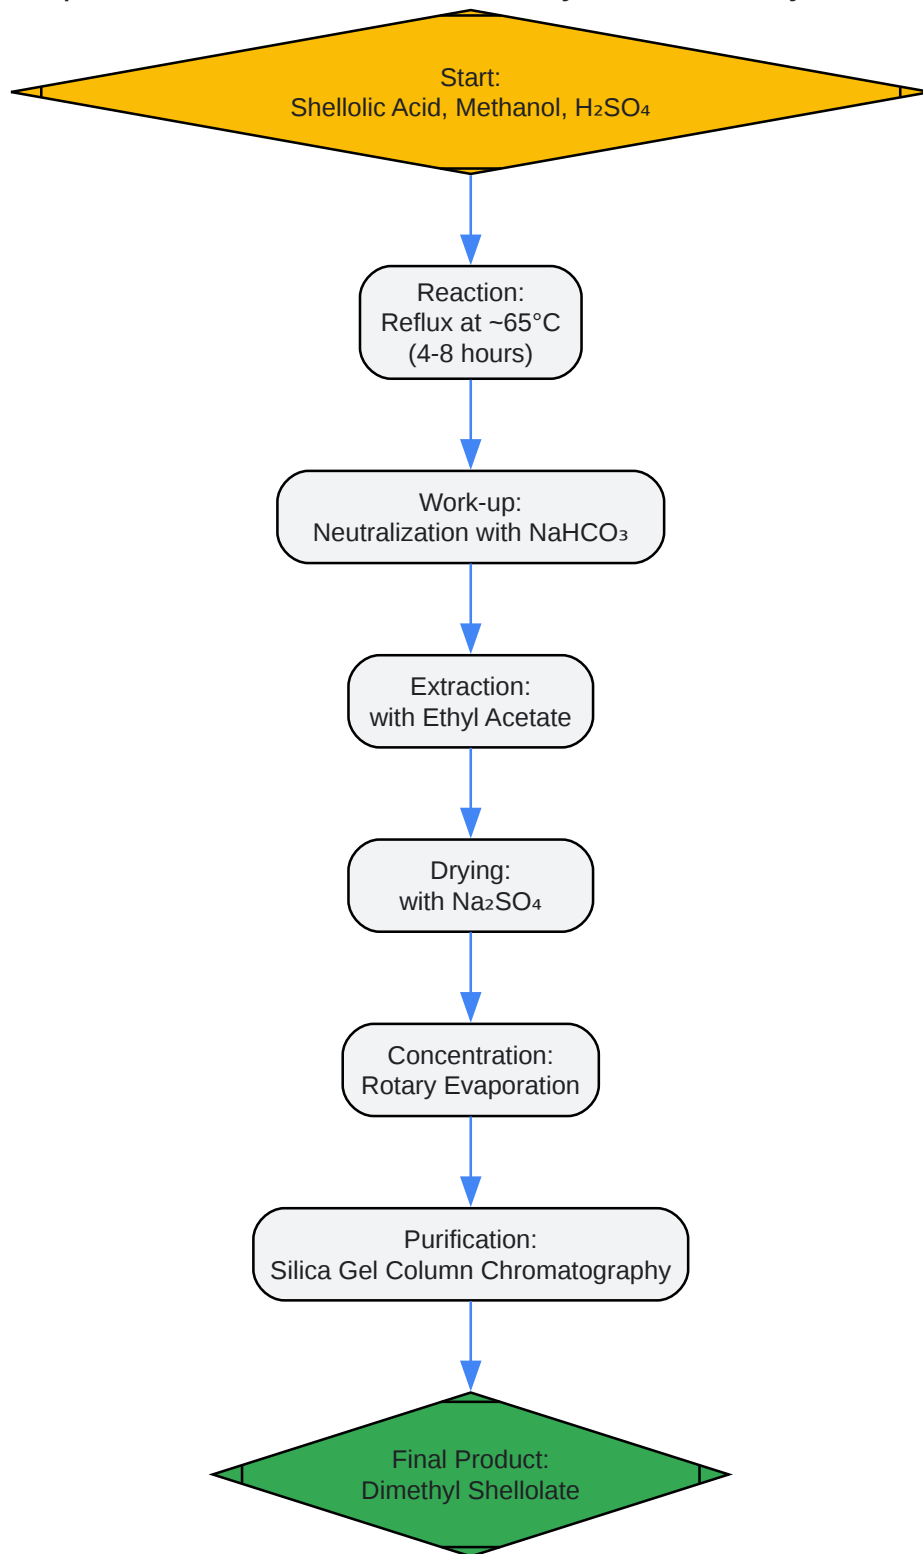 Start:
Shellolic Acid, Methanol, H₂SO₄
Reaction:
Reflux at ~65°C
(4-8 hours)
Work-up:
Neutralization with NaHCO₃
Extraction:
with Ethyl Acetate
Drying:
with Na₂SO₄
Concentration:
Rotary Evaporation
Purification:
Silica Gel Column Chromatography
Final Product:
Dimethyl Shellolate